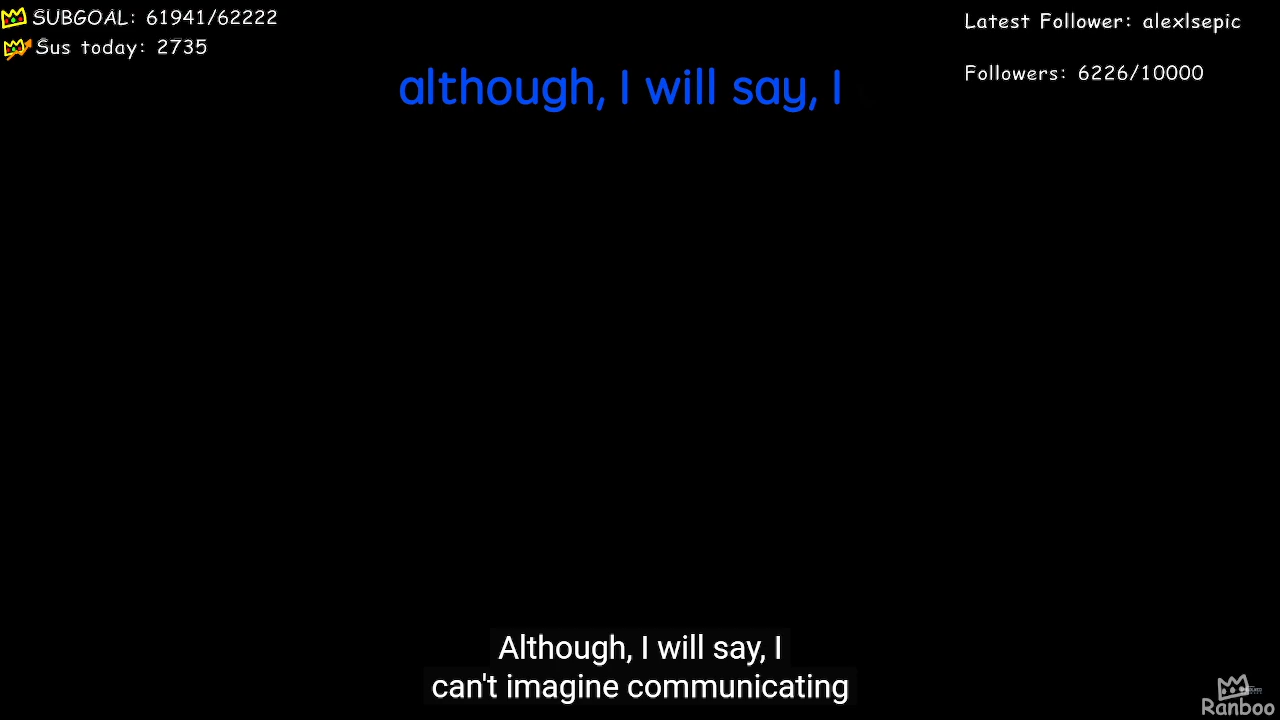 SUBGOAL: 61941/62222
Sus today: 2735
Latest Follower: alexlsepic
Followers: 6226/10000
although, I will say, I
Although, I will say, I
can't imagine communicating
Ranboo